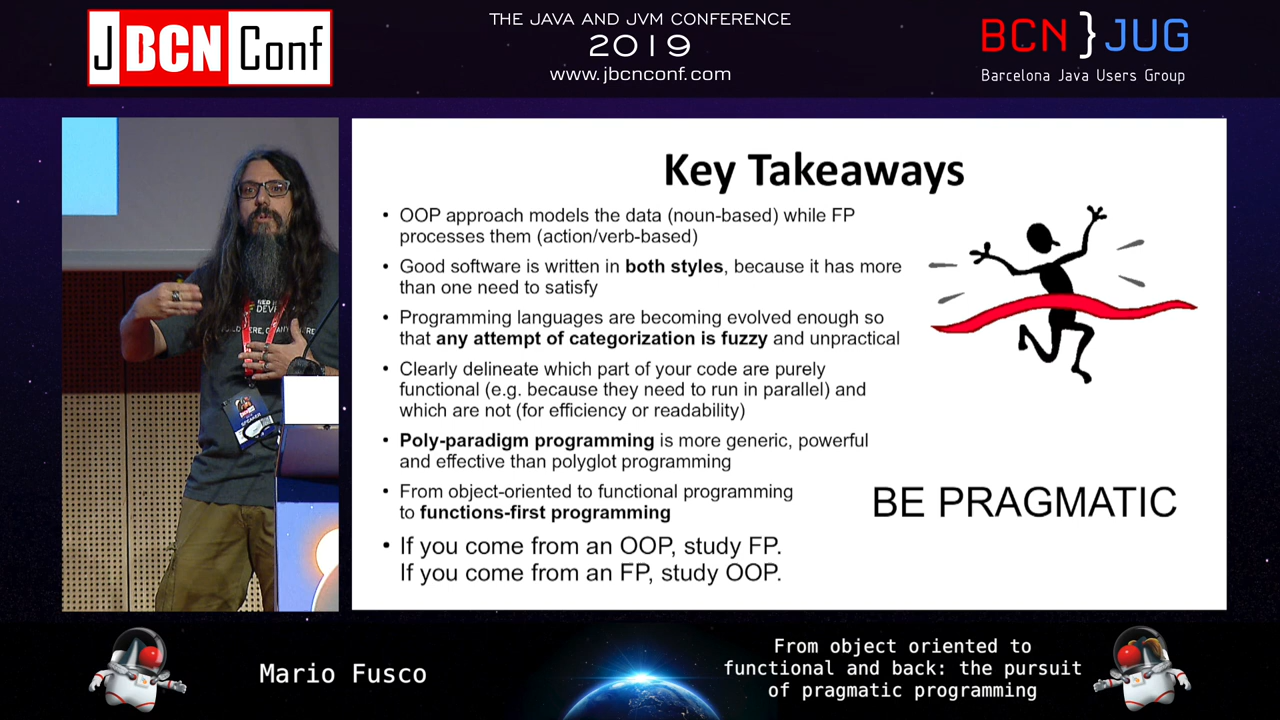 J BCN Conf
THE JAVA AND JVM CONFERENCE
2019
www.jbcnconf.com
BCN } JUG
Barcelona Java Users Group
Key Takeaways
• OOP approach models the data (noun-based) while FP
processes them (action/verb-based)
• Good software is written in both styles, because it has more
than one need to satisfy
• Programming languages are becoming evolved enough so
that any attempt of categorization is fuzzy and unpractical
• Clearly delineate which part of your code are purely
functional (e.g. because they need to run in parallel) and
which are not (for efficiency or readability)
• Poly-paradigm programming is more generic, powerful
and effective than polyglot programming
• From object-oriented to functional programming
to functions-first programming
• If you come from an OOP, study FP.
If you come from an FP, study OOP.
BE PRAGMATIC
SPEAKER
Mario Fusco
From object oriented to
functional and back: the pursuit
of pragmatic programming